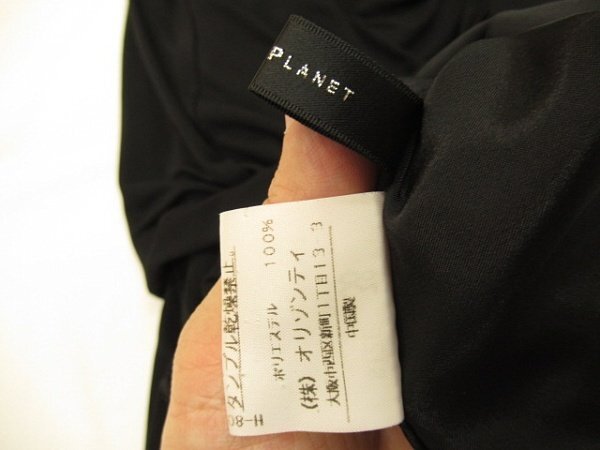 PLANET
タンブル乾燥禁止
ポリエステル 100%
(株)オリゾンティ
大阪市西区新町1丁目13 3
中国製